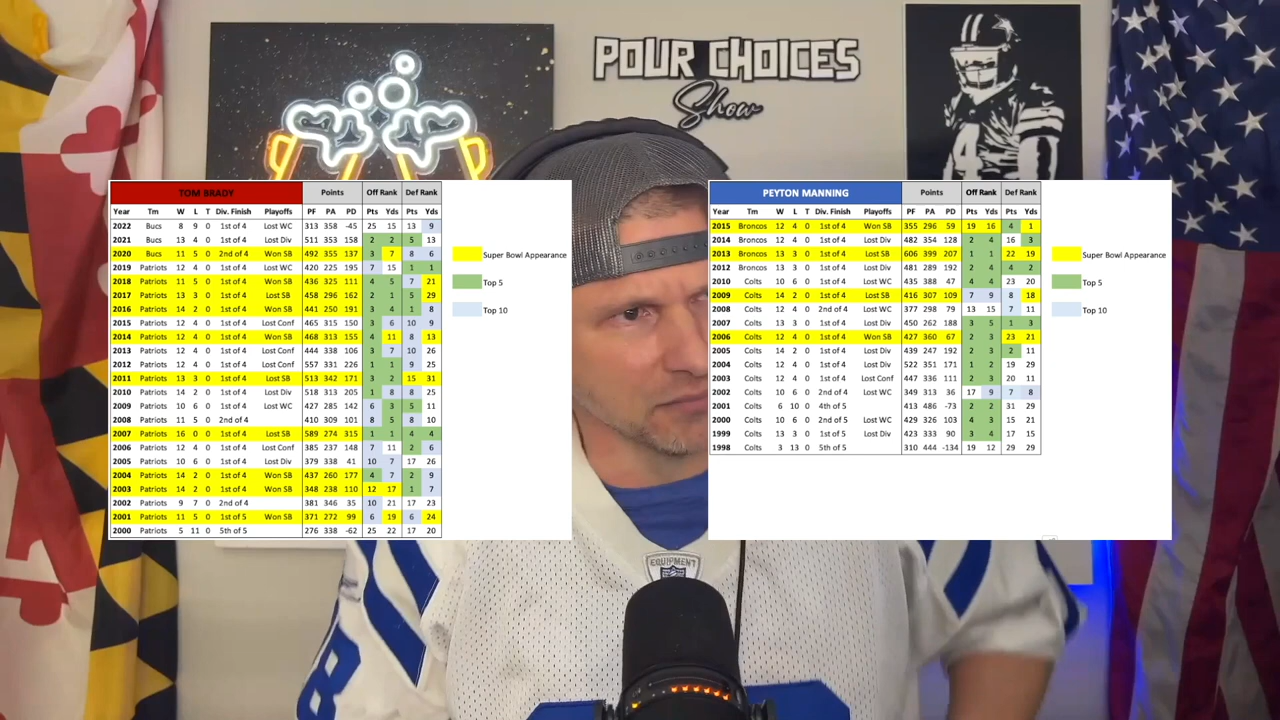 POUR CHOICES
Show
TOM BRADY Points Off Rank Def Rank
Year Tm W L T Div. Finish Playoffs PF PA PD Pts Yds Pts Yds
2022 Bucs 8 9 0 1st of 4 Lost WC 313 358 -45 25 15 13 9
2021 Bucs 13 4 0 1st of 4 Lost Div 511 353 158 2 2 5 13
2020 Bucs 11 5 0 2nd of 4 Won SB 492 355 137 3 7 8 6
2019 Patriots 12 4 0 1st of 4 Lost WC 420 225 195 7 15 1 1
2018 Patriots 11 5 0 1st of 4 Won SB 436 325 111 4 5 7 21
2017 Patriots 13 3 0 1st of 4 Lost SB 458 296 162 2 1 5 29
2016 Patriots 14 2 0 1st of 4 Won SB 441 250 191 3 4 1 8
2015 Patriots 12 4 0 1st of 4 Lost Conf 465 315 150 3 6 10 9
2014 Patriots 12 4 0 1st of 4 Won SB 468 313 155 4 11 8 13
2013 Patriots 12 4 0 1st of 4 Lost Conf 444 338 106 3 7 10 26
2012 Patriots 12 4 0 1st of 4 Lost Conf 557 331 226 1 1 9 25
2011 Patriots 13 3 0 1st of 4 Lost SB 513 342 171 3 2 15 31
2010 Patriots 14 2 0 1st of 4 Lost Div 518 313 205 1 8 8 25
2009 Patriots 10 6 0 1st of 4 Lost WC 427 285 142 6 3 5 11
2008 Patriots 11 5 0 2nd of 4 410 309 101 8 5 8 10
2007 Patriots 16 0 0 1st of 4 Lost SB 589 274 315 1 1 4 4
2006 Patriots 12 4 0 1st of 4 Lost Conf 385 237 148 7 11 2 6
2005 Patriots 10 6 0 1st of 4 Lost Div 379 338 41 10 7 17 26
2004 Patriots 14 2 0 1st of 4 Won SB 437 260 177 4 7 2 9
2003 Patriots 14 2 0 1st of 4 Won SB 348 238 110 12 17 1 7
2002 Patriots 9 7 0 2nd of 4 381 346 35 10 21 17 23
2001 Patriots 11 5 0 1st of 5 Won SB 371 272 99 6 19 6 24
2000 Patriots 5 11 0 5th of 5 276 338 -62 25 22 17 20
Super Bowl Appearance
Top 5
Top 10
PEYTON MANNING Points Off Rank Def Rank
Year Tm W L T Div. Finish Playoffs PF PA PD Pts Yds Pts Yds
2015 Broncos 12 4 0 1st of 4 Won SB 355 296 59 19 16 4 1
2014 Broncos 12 4 0 1st of 4 Lost Div 482 354 128 2 4 16 3
2013 Broncos 13 3 0 1st of 4 Lost SB 606 399 207 1 1 22 19
2012 Broncos 13 3 0 1st of 4 Lost Div 481 289 192 2 4 4 2
2010 Colts 10 6 0 1st of 4 Lost WC 435 388 47 4 4 23 20
2009 Colts 14 2 0 1st of 4 Lost SB 416 307 109 7 9 8 18
2008 Colts 12 4 0 2nd of 4 Lost WC 377 298 79 13 15 7 11
2007 Colts 13 3 0 1st of 4 Lost Div 450 262 188 3 5 1 3
2006 Colts 12 4 0 1st of 4 Won SB 427 360 67 2 3 23 21
2005 Colts 14 2 0 1st of 4 Lost Div 439 247 192 2 3 2 11
2004 Colts 12 4 0 1st of 4 Lost Div 522 351 171 1 2 19 29
2003 Colts 12 4 0 1st of 4 Lost Conf 447 336 111 2 3 20 11
2002 Colts 10 6 0 2nd of 4 Lost WC 349 313 36 17 9 7 8
2001 Colts 6 10 0 4th of 5 413 486 -73 2 2 31 29
2000 Colts 10 6 0 2nd of 5 Lost WC 429 326 103 4 3 15 21
1999 Colts 13 3 0 1st of 5 Lost Div 423 333 90 3 4 17 15
1998 Colts 3 13 0 5th of 5 310 444 -134 19 12 29 29
Super Bowl Appearance
Top 5
Top 10
4
EQUIPMENT
8